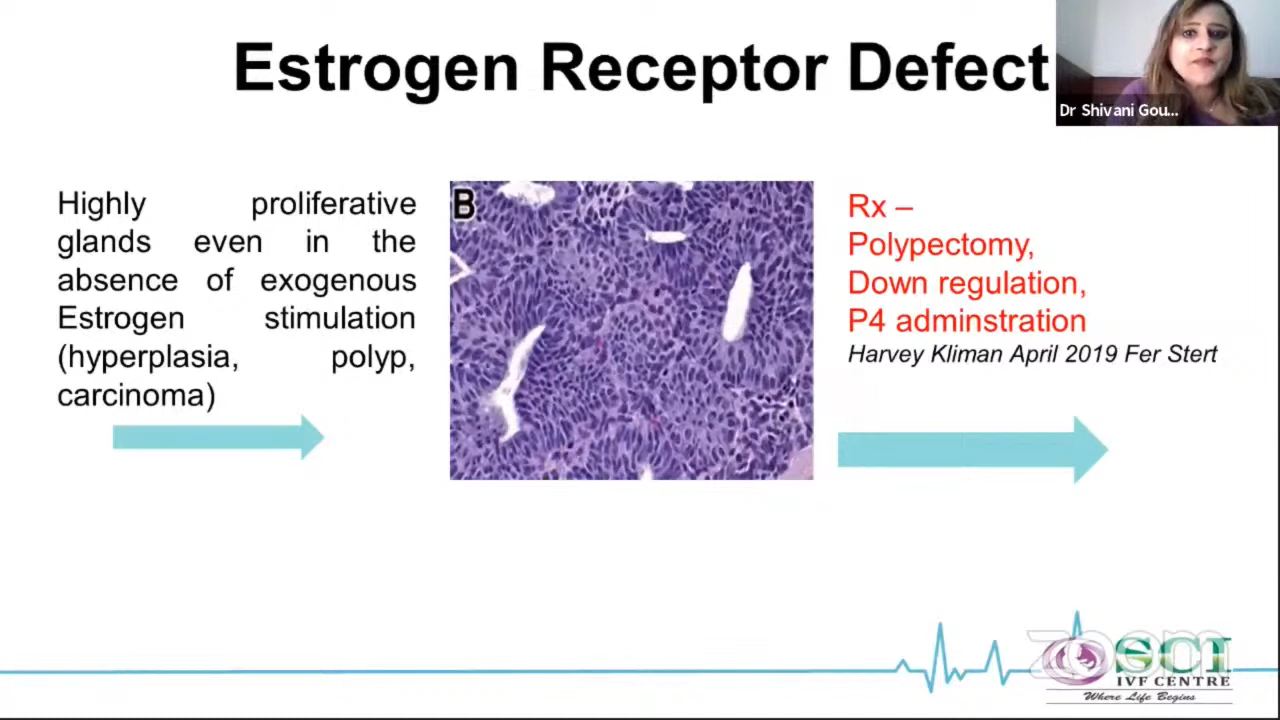 Estrogen Receptor Defect
Dr Shivani Gou...
Highly proliferative
glands even in the
absence of exogenous
Estrogen stimulation
(hyperplasia, polyp,
carcinoma)
B
Rx –
Polypectomy,
Down regulation,
P4 adminstration
Harvey Kliman April 2019 Fer Stert
zoom
SCI
IVF CENTRE
Where Life Begins